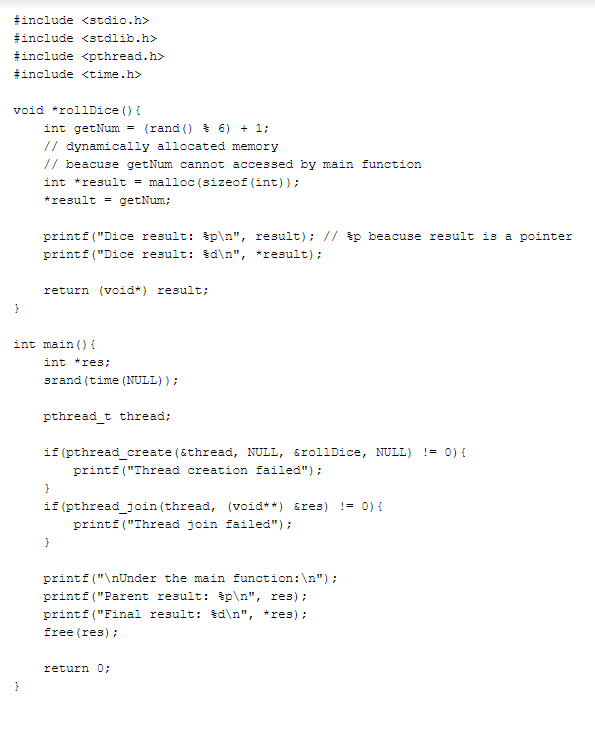 #include <stdio.h>
#include <stdlib.h>
#include <pthread.h>
#include <time.h>

void *rollDice(){
    int getNum = (rand() % 6) + 1;
    // dynamically allocated memory
    // beacuse getNum cannot accessed by main function
    int *result = malloc(sizeof(int));
    *result = getNum;

    printf("Dice result: %p\n", result); // %p beacuse result is a pointer
    printf("Dice result: %d\n", *result);

    return (void*) result;
}

int main(){
    int *res;
    srand(time(NULL));

    pthread_t thread;

    if(pthread_create(&thread, NULL, &rollDice, NULL) != 0){
        printf("Thread creation failed");
    }
    if(pthread_join(thread, (void**) &res) != 0){
        printf("Thread join failed");
    }

    printf("\nUnder the main function:\n");
    printf("Parent result: %p\n", res);
    printf("Final result: %d\n", *res);
    free(res);

    return 0;
}